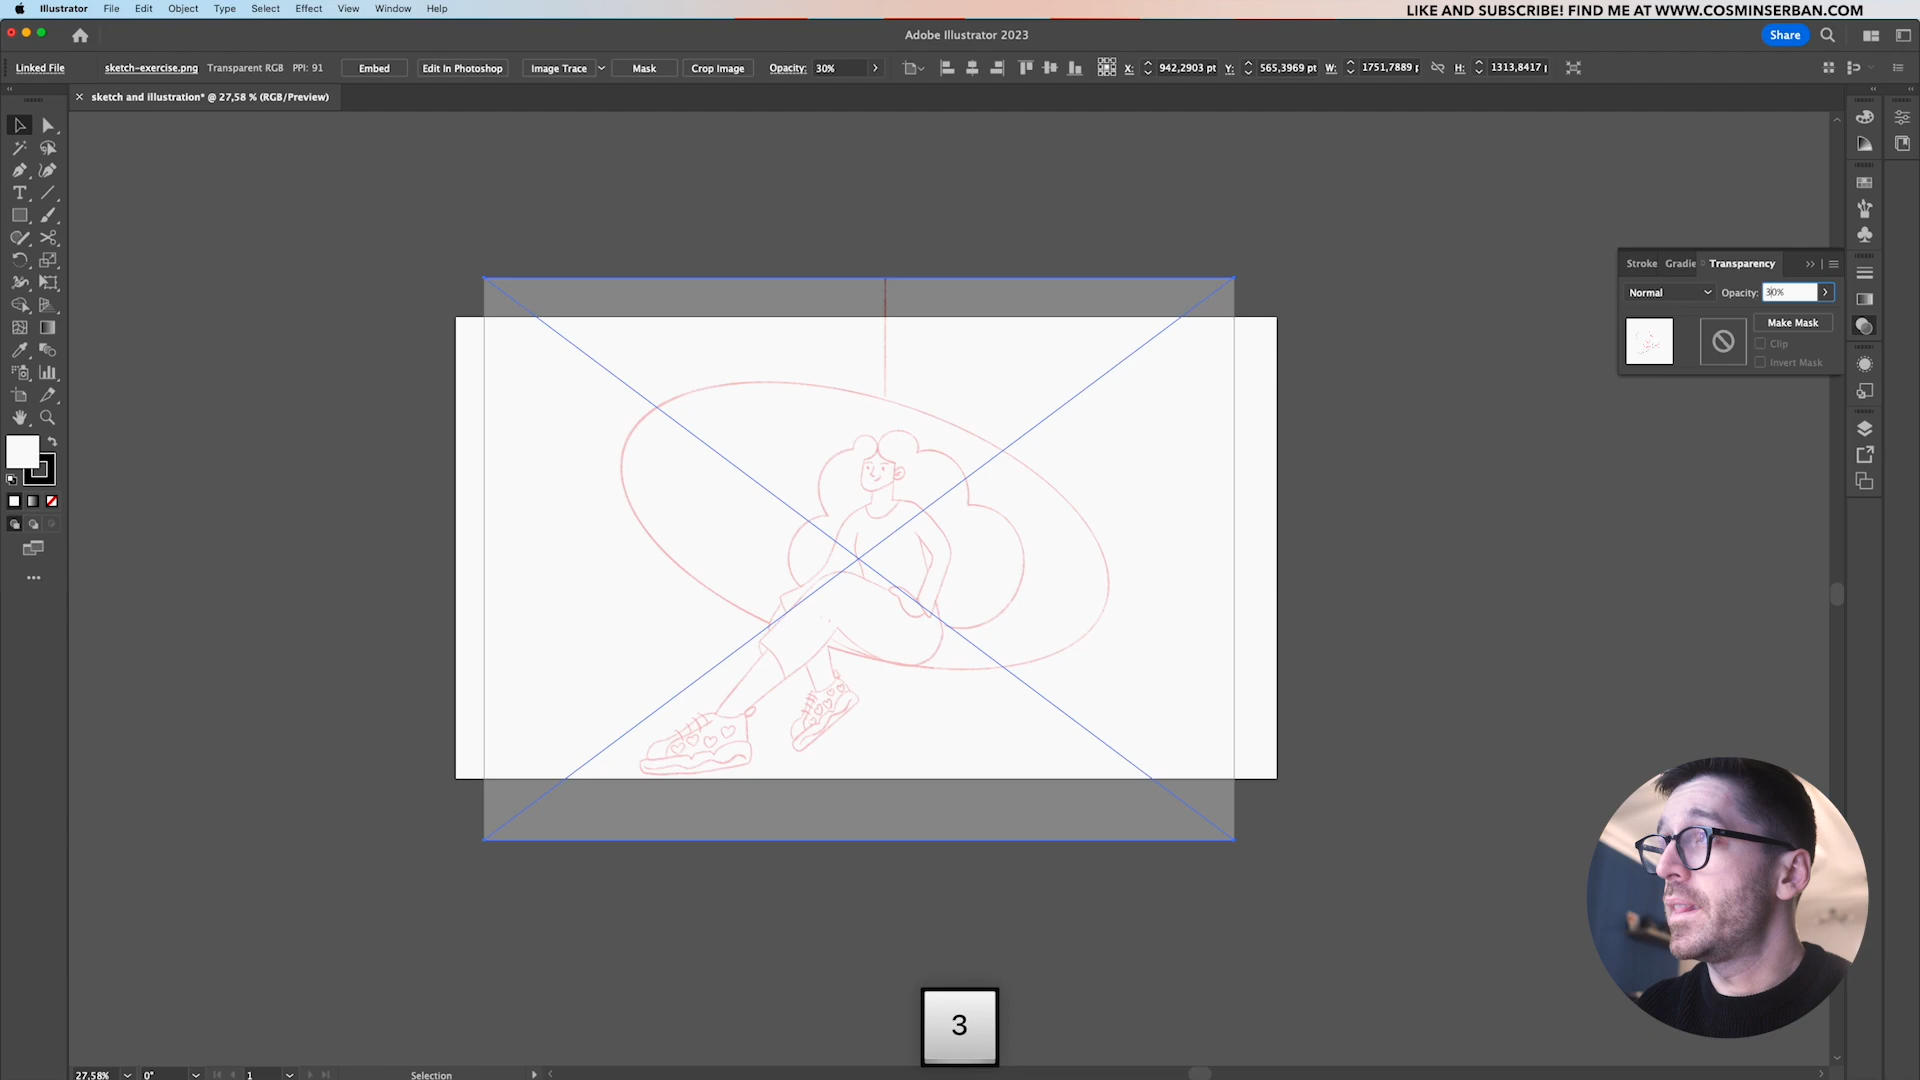 Illustrator File Edit Object Type Select Effect View Window Help
LIKE AND SUBSCRIBE! FIND ME AT WWW.COSMINSERBAN.COM
Adobe Illustrator 2023
Share
Linked File sketch-exercise.png Transparent RGB PPI: 91 Embed Edit In Photoshop Image Trace Mask Crop Image Opacity: 30% X: 942,2903 pt Y: 565,3969 pt W: 1751,7889 H: 1313,8417
sketch and illustration* @ 27,58 % (RGB/Preview)
Stroke Gradie Transparency
Normal Opacity: 30%
Make Mask
Clip
Invert Mask
3
27,58% 0° 1 Selection